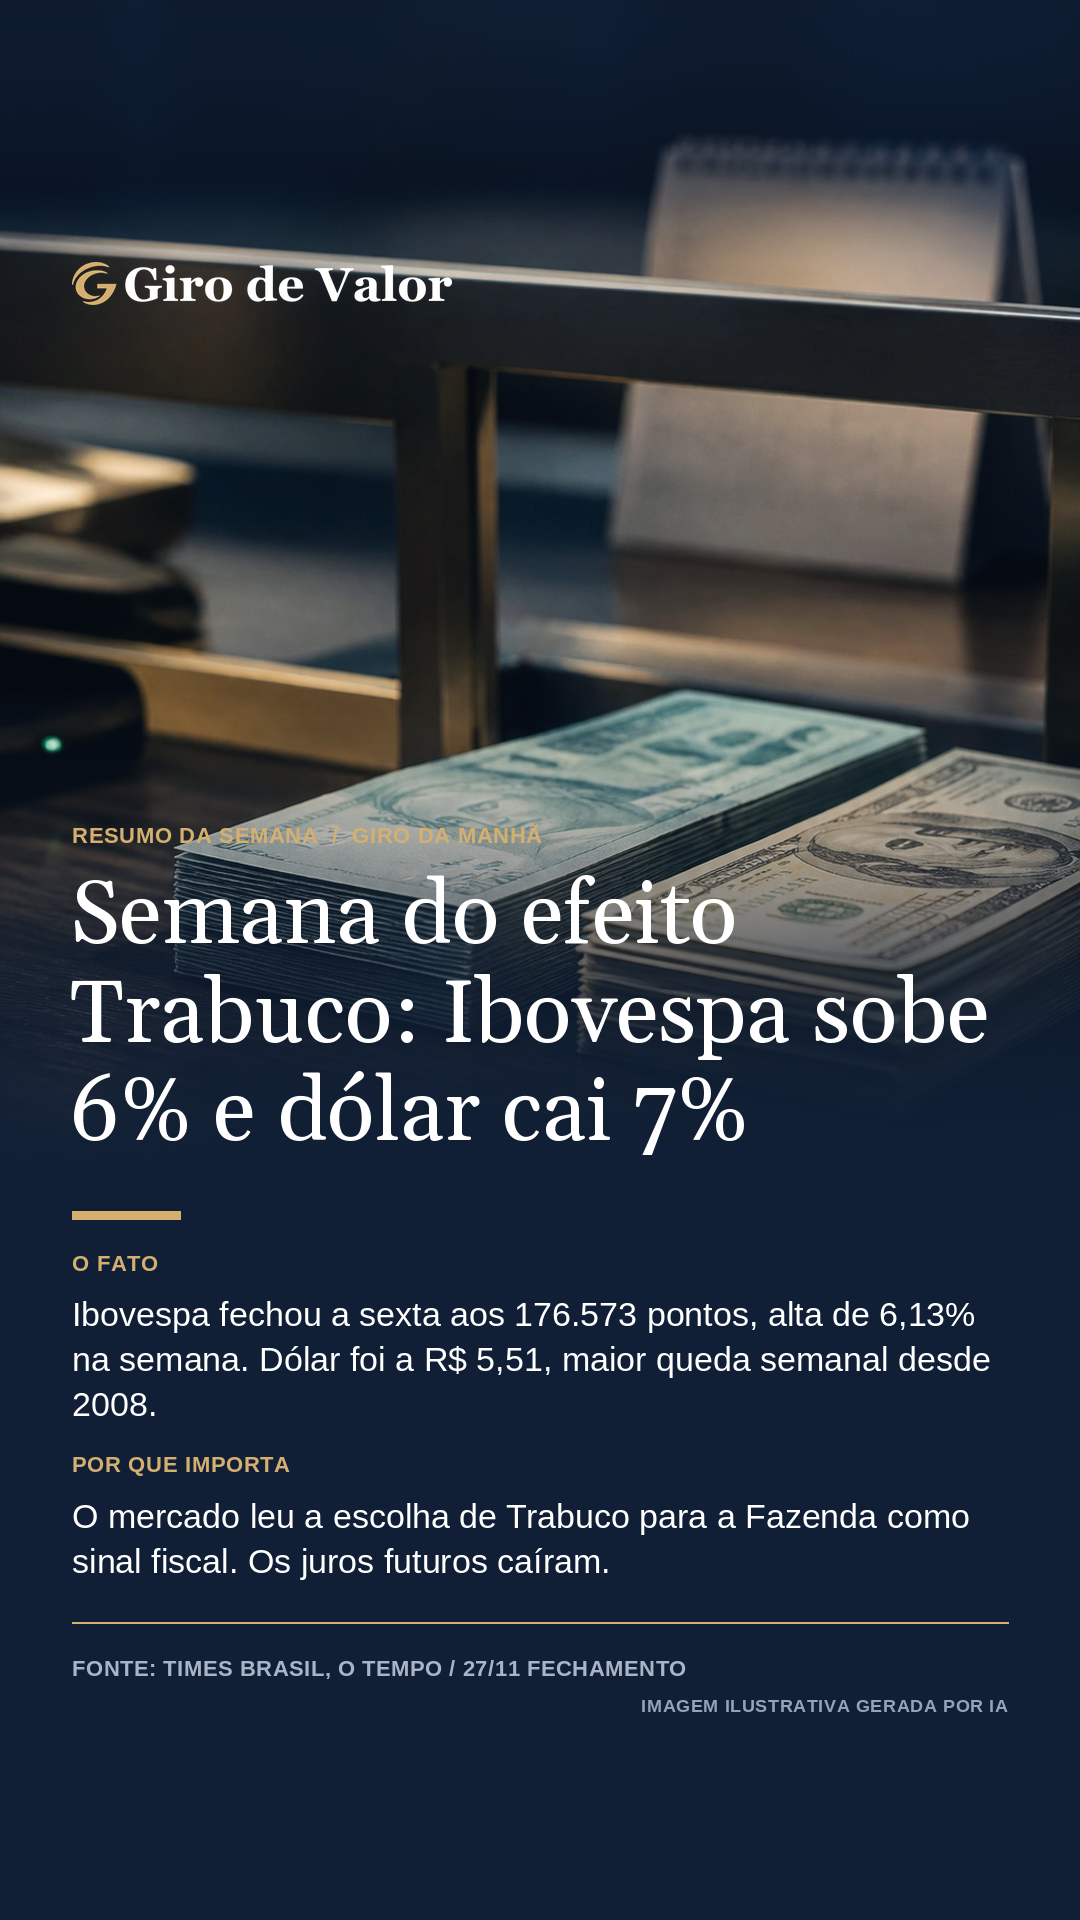 Giro de Valor
RESUMO DA SEMANA / GIRO DA MANHÃ
Semana do efeito
Trabuco: Ibovespa sobe
6% e dólar cai 7%
O FATO
Ibovespa fechou a sexta aos 176.573 pontos, alta de 6,13%
na semana. Dólar foi a R$ 5,51, maior queda semanal desde
2008.
POR QUE IMPORTA
O mercado leu a escolha de Trabuco para a Fazenda como
sinal fiscal. Os juros futuros caíram.
FONTE: TIMES BRASIL, O TEMPO / 27/11 FECHAMENTO
IMAGEM ILUSTRATIVA GERADA POR IA